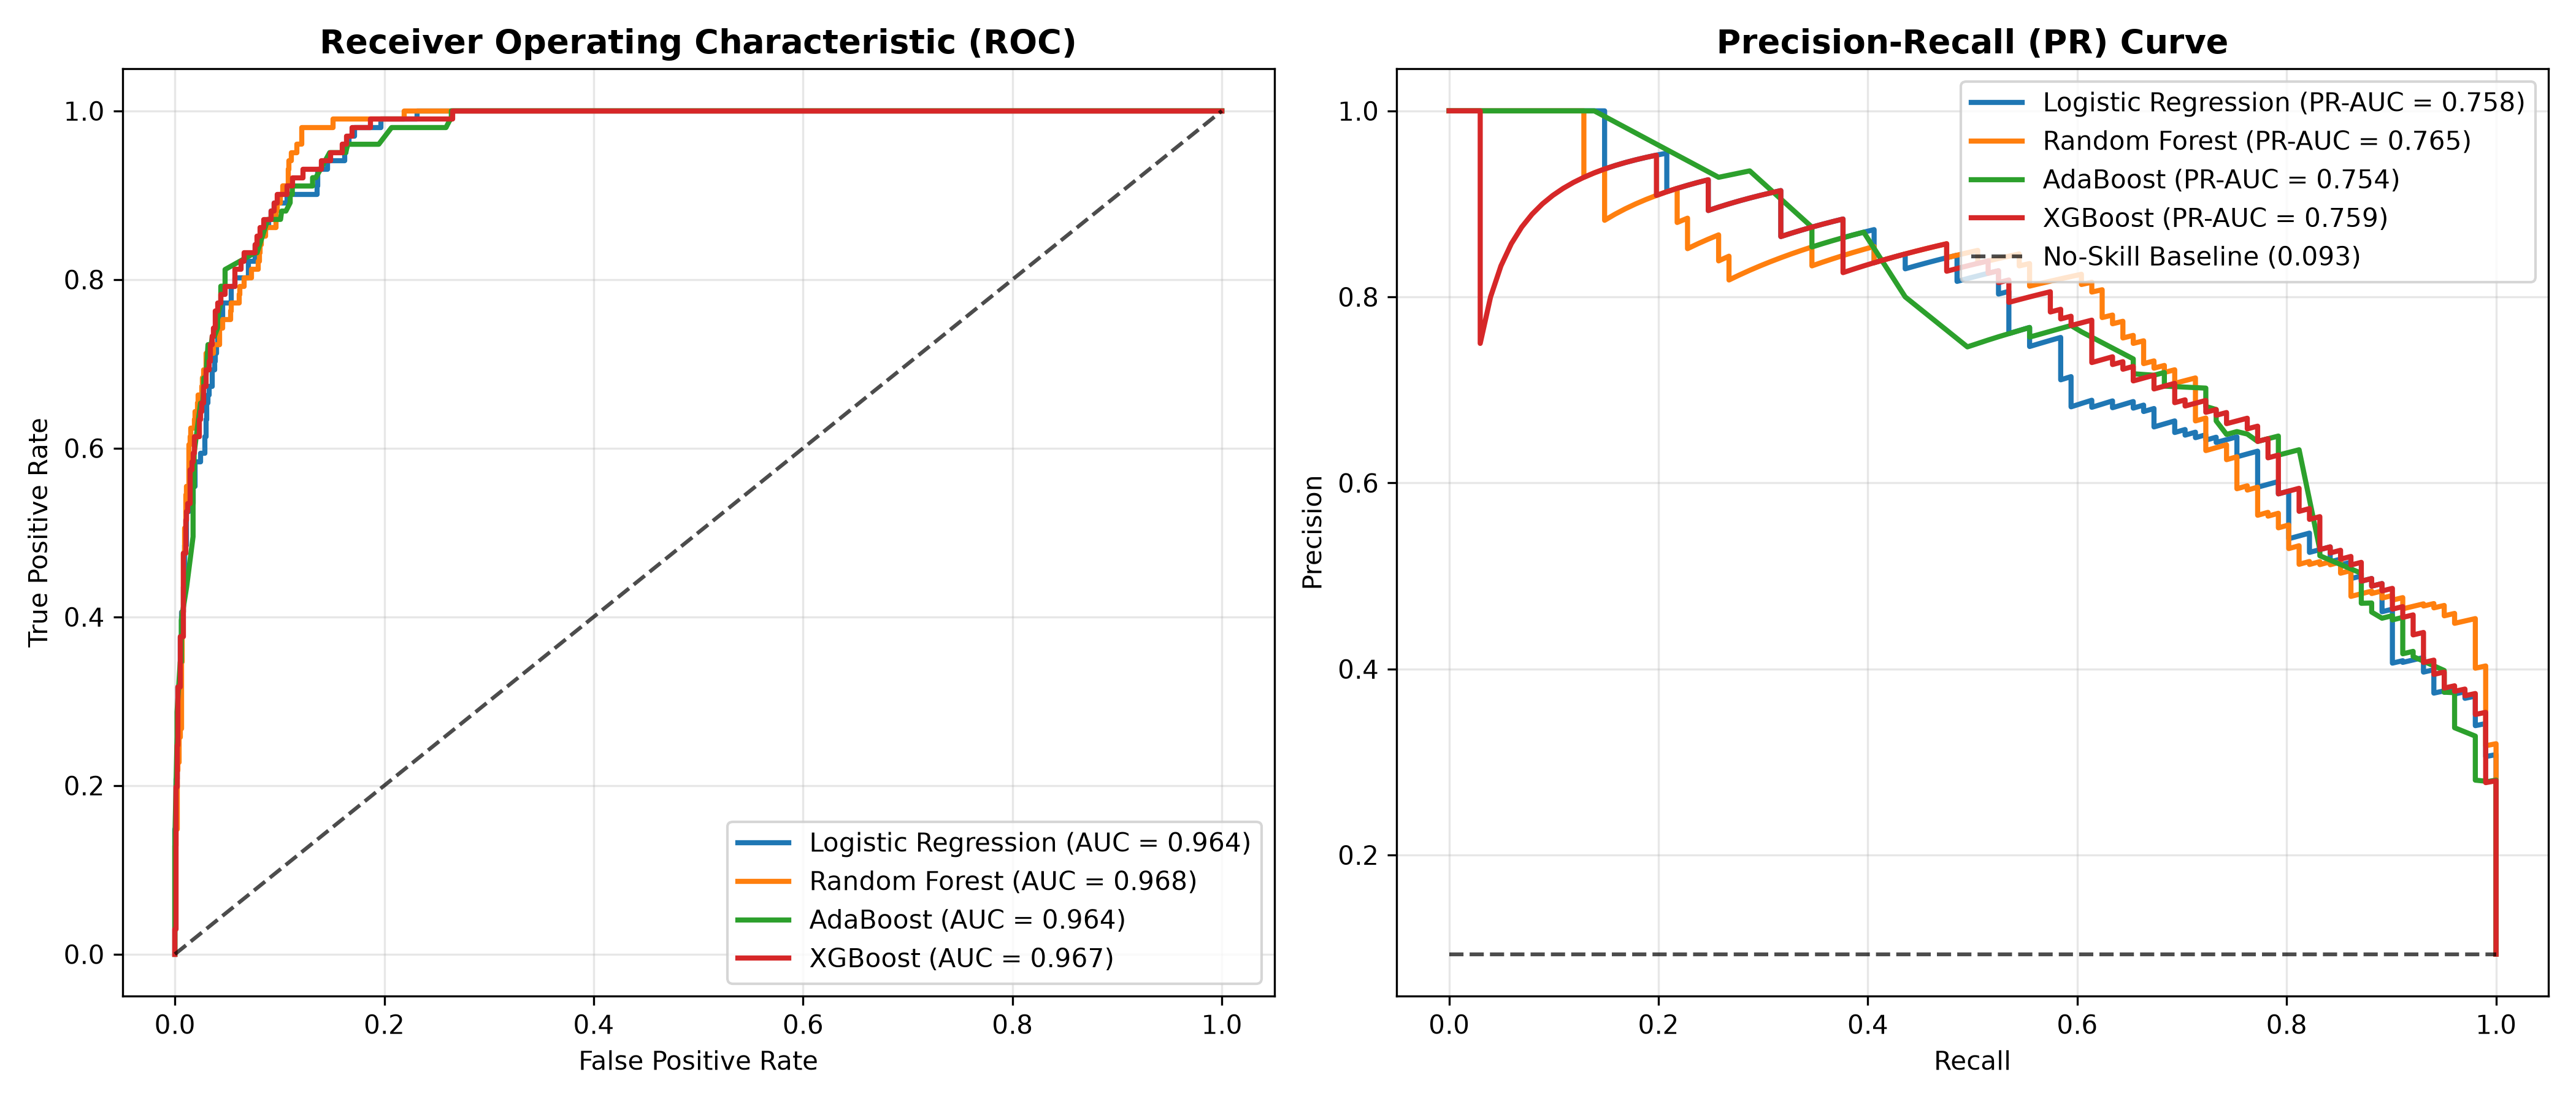 Receiver Operating Characteristic (ROC)
True Positive Rate
1.0
0.8
0.6
0.4
0.2
0.0
Logistic Regression (AUC = 0.964)
Random Forest (AUC = 0.968)
AdaBoost (AUC = 0.964)
XGBoost (AUC = 0.967)
0.0 0.2 0.4 0.6 0.8 1.0
False Positive Rate
Precision-Recall (PR) Curve
Precision
1.0
0.8
0.6
0.4
0.2
Logistic Regression (PR-AUC = 0.758)
Random Forest (PR-AUC = 0.765)
AdaBoost (PR-AUC = 0.754)
XGBoost (PR-AUC = 0.759)
No-Skill Baseline (0.093)
0.0 0.2 0.4 0.6 0.8 1.0
Recall